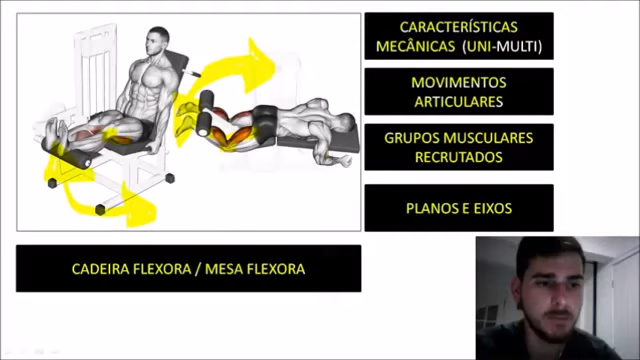 CARACTERÍSTICAS
MECÂNICAS (UNI-MULTI)
MOVIMENTOS
ARTICULARES
GRUPOS MUSCULARES
RECRUTADOS
PLANOS E EIXOS
CADEIRA FLEXORA / MESA FLEXORA